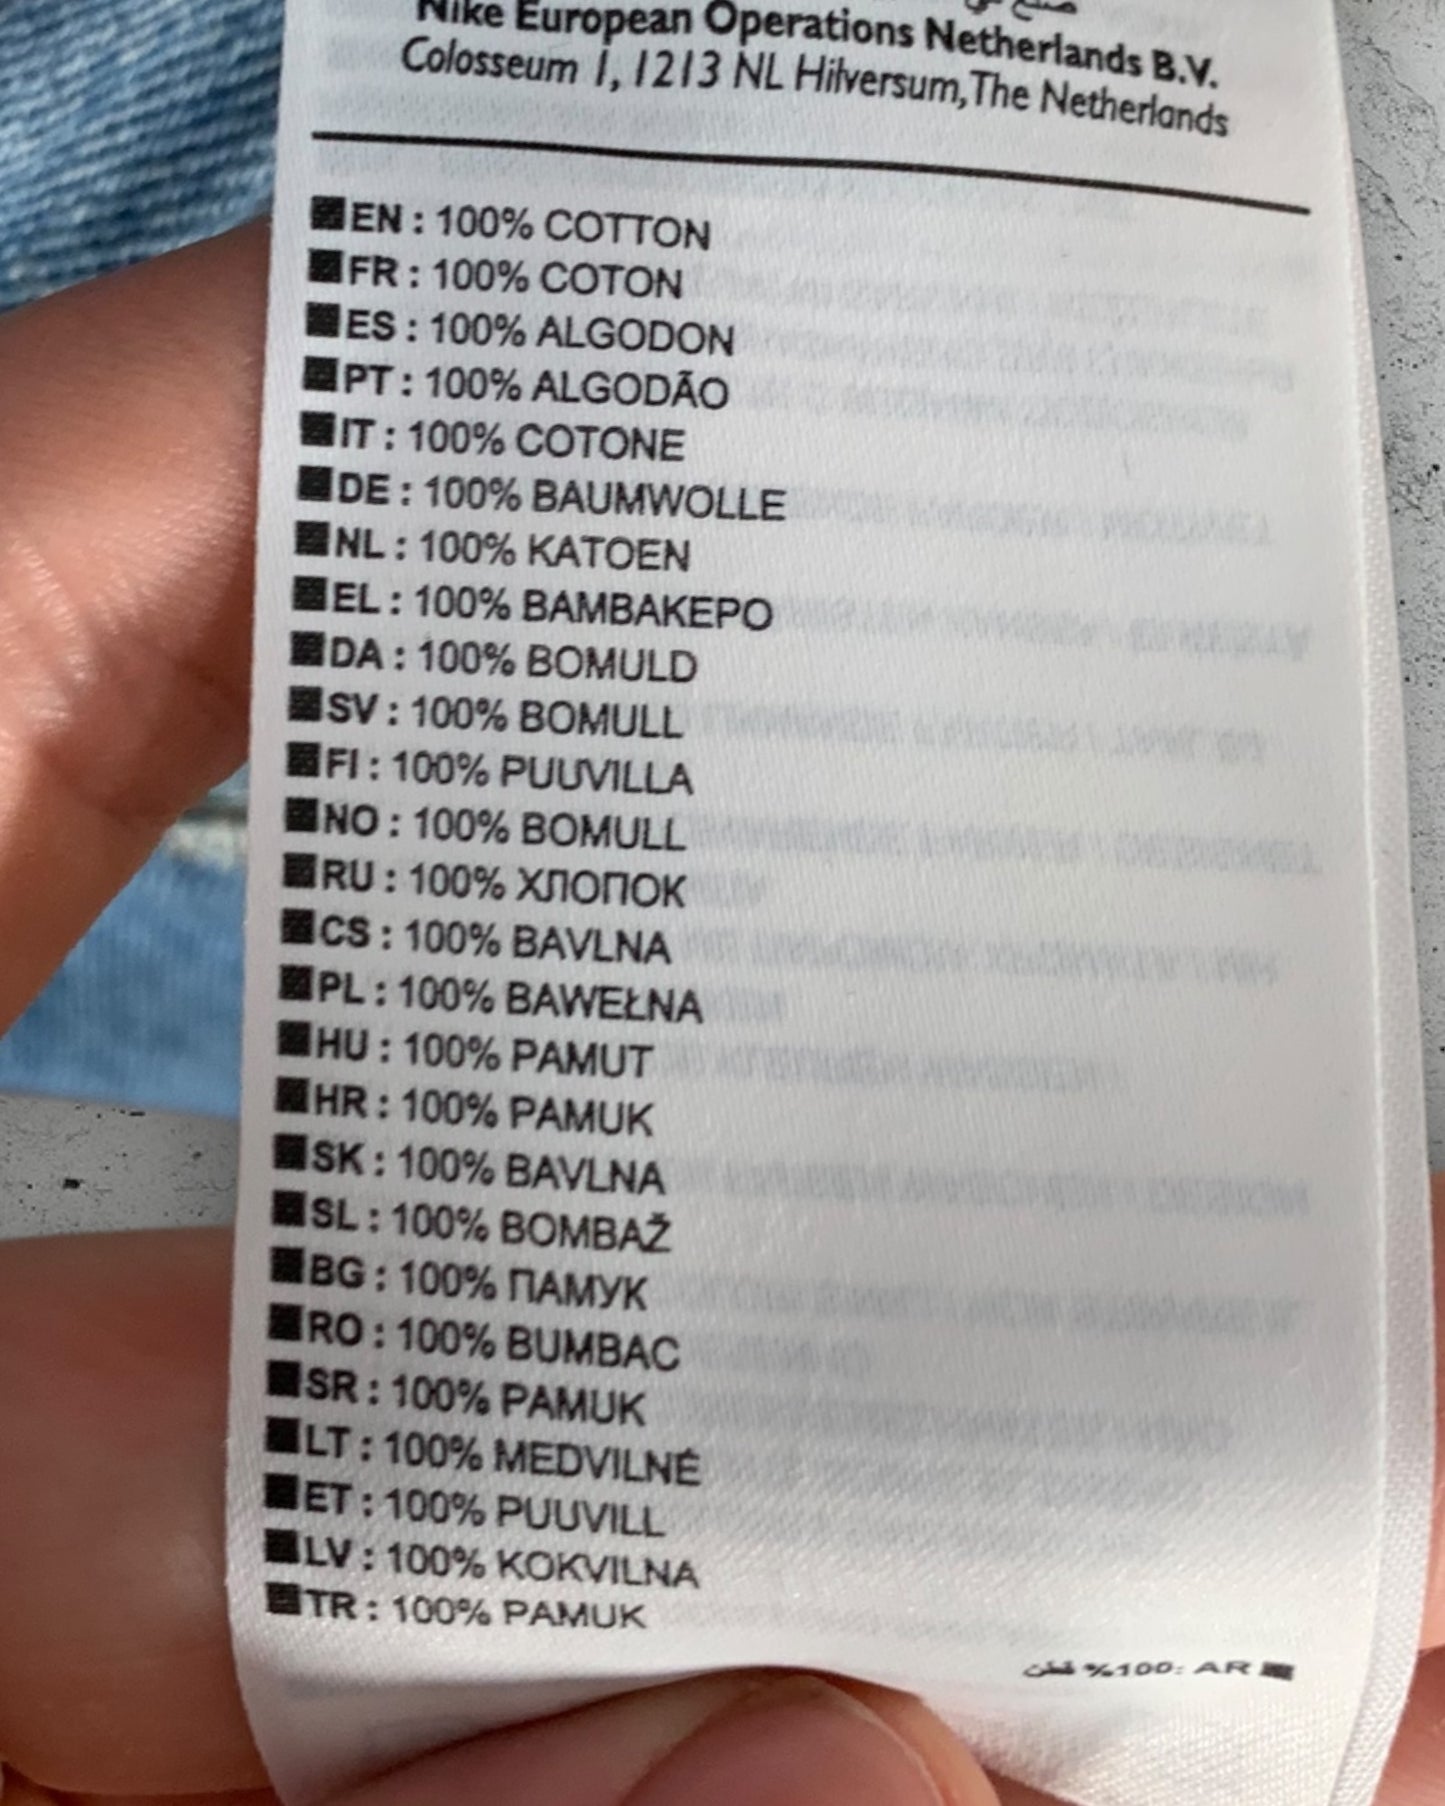 Nike European Operations Netherlands B.V.
Colosseum 1, 1213 NL Hilversum, The Netherlands
EN : 100% COTTON
FR : 100% COTON
ES : 100% ALGODON
PT : 100% ALGODÃO
IT : 100% COTONE
DE : 100% BAUMWOLLE
NL : 100% KATOEN
EL : 100% BAMBAKEPO
DA : 100% BOMULD
SV : 100% BOMULL
FI : 100% PUUVILLA
NO : 100% BOMULL
RU : 100% ХЛОПОК
CS : 100% BAVLNA
PL : 100% BAWEŁNA
HU : 100% PAMUT
HR : 100% PAMUK
SK : 100% BAVLNA
SL : 100% BOMBAŽ
BG : 100% ПАМУК
RO : 100% BUMBAC
SR : 100% PAMUK
LT : 100% MEDVILNĖ
ET : 100% PUUVILL
LV : 100% KOKVILNA
TR : 100% PAMUK
AR :100% قطن